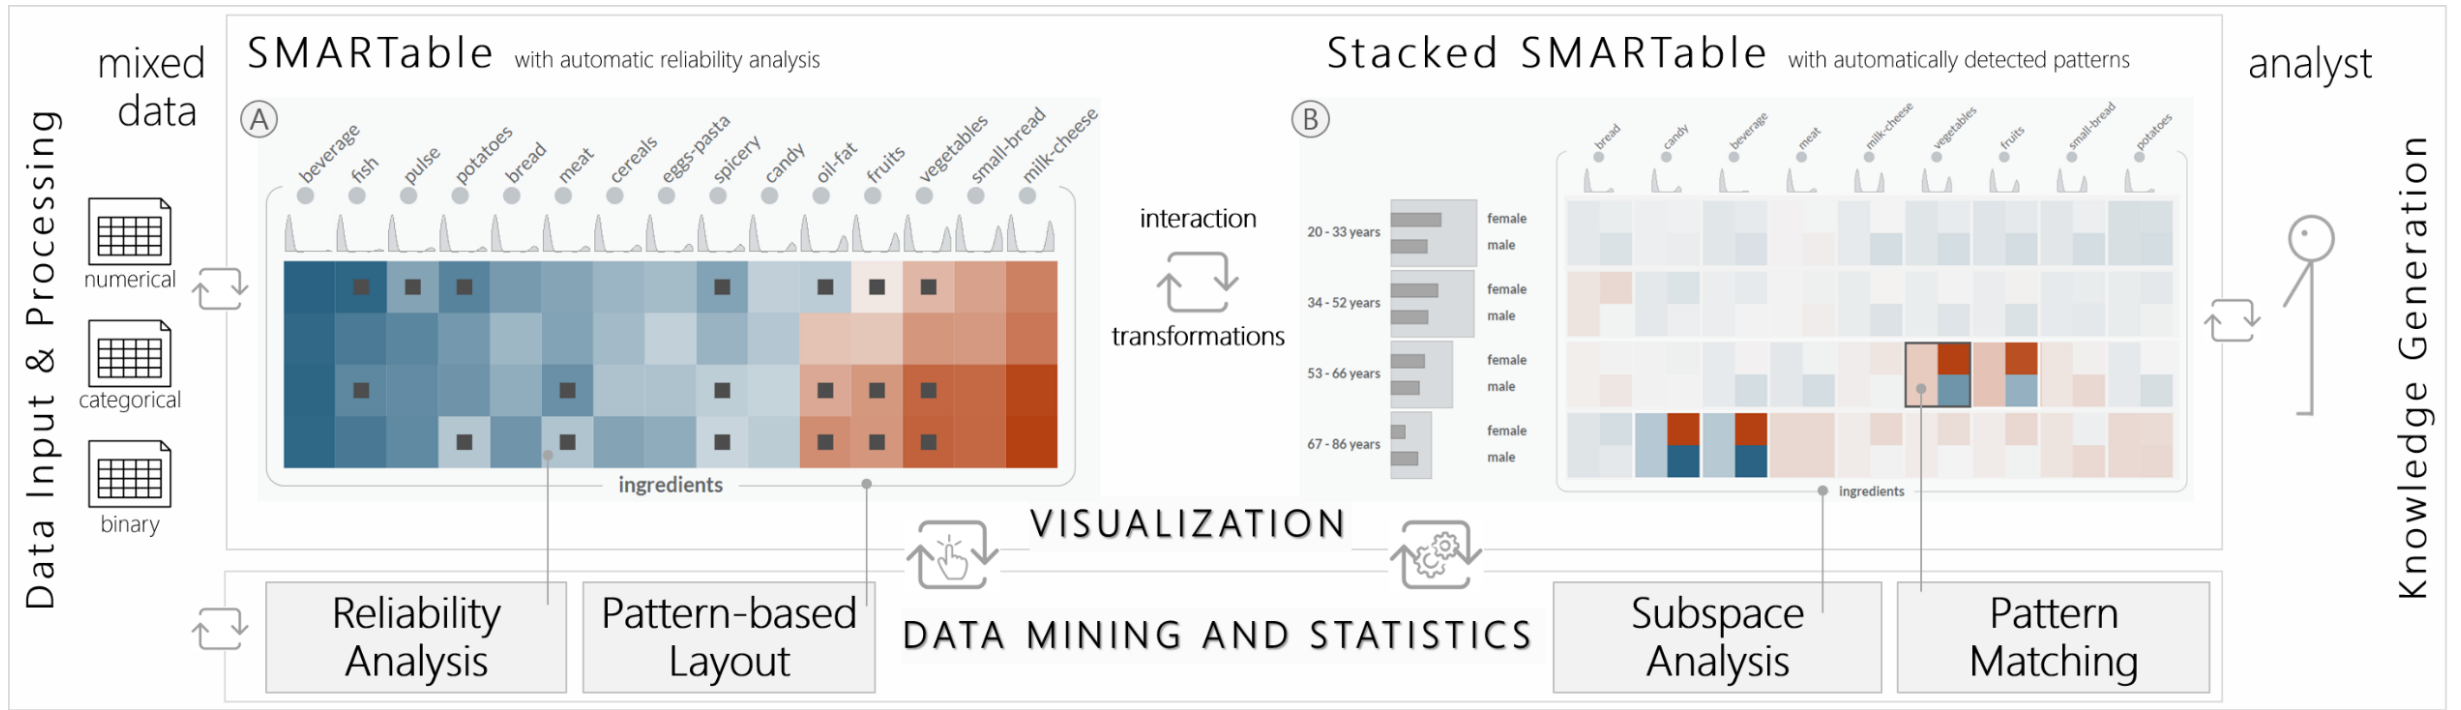 Data Input & Processing
mixed
data
numerical
categorical
binary
SMARTable with automatic reliability analysis
A
beverage
fish
pulse
potatoes
bread
meat
cereals
eggs-pasta
spicery
candy
oil-fat
fruits
vegetables
small-bread
milk-cheese
ingredients
interaction
transformations
Stacked SMARTable with automatically detected patterns
B
bread
candy
beverage
meat
milk-cheese
vegetables
fruits
small-bread
potatoes
20 - 33 years
female
male
34 - 52 years
female
male
53 - 66 years
female
male
67 - 86 years
female
male
ingredients
analyst
Knowledge Generation
VISUALIZATION
Reliability
Analysis
Pattern-based
Layout
DATA MINING AND STATISTICS
Subspace
Analysis
Pattern
Matching